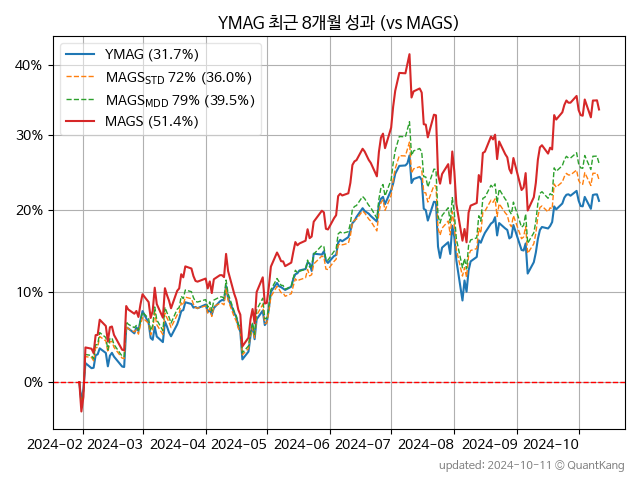 YMAG 최근 8개월 성과 (vs MAGS)
YMAG (31.7%)
MAGS_STD 72% (36.0%)
MAGS_MDD 79% (39.5%)
MAGS (51.4%)
40%
30%
20%
10%
0%
2024-02 2024-03 2024-04 2024-05 2024-06 2024-07 2024-08 2024-09 2024-10
updated: 2024-10-11 © QuantKang